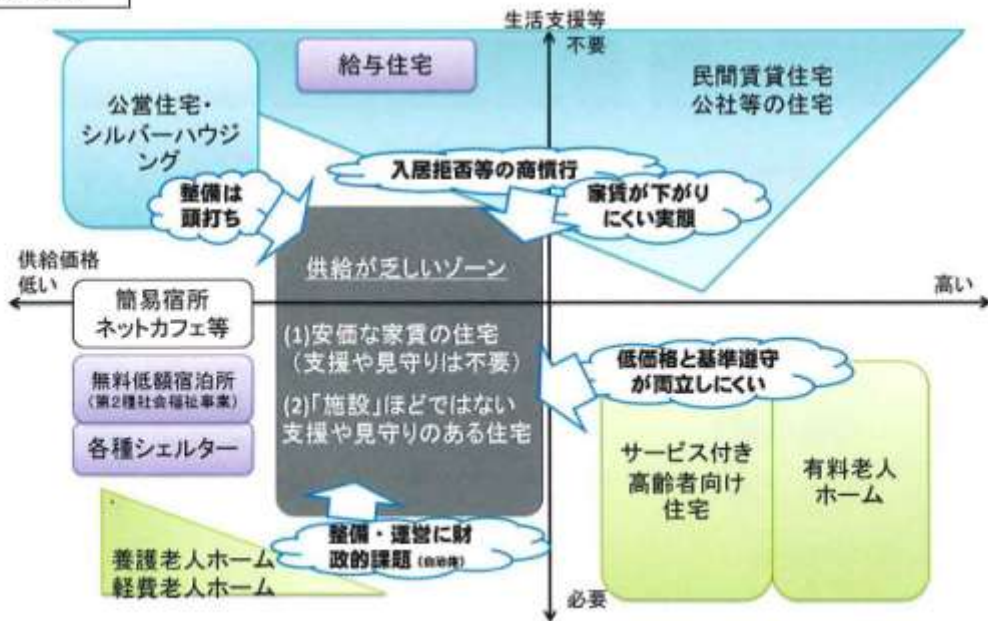 生活支援等
不要
給与住宅
民間賃貸住宅
公社等の住宅
公営住宅・
シルバーハウジ
ング
入居拒否等の商慣行
整備は
頭打ち
家賃が下がり
にくい実態
供給価格
低い
供給が乏しいゾーン
高い
簡易宿所
ネットカフェ等
(1)安価な家賃の住宅
(支援や見守りは不要)
低価格と基準遵守
が両立しにくい
無料低額宿泊所
(第2種社会福祉事業)
(2)「施設」ほどではない
支援や見守りのある住宅
各種シェルター
サービス付き
高齢者向け
住宅
有料老人
ホーム
整備・運営に財
政的課題(自治体)
養護老人ホーム
軽費老人ホーム
必要